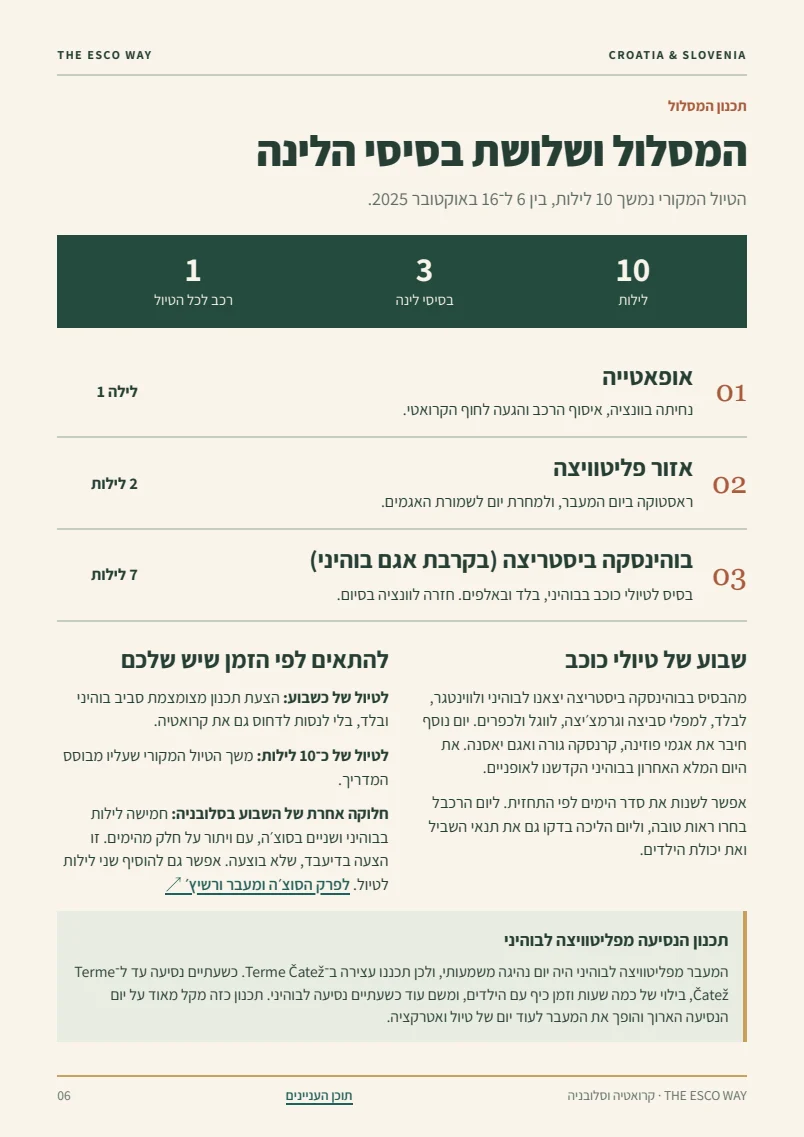 CROATIA & SLOVENIA
THE ESCO WAY
תכנון המסלול
המסלול ושלושת בסיסי הלינה
הטיול המקורי נמשך 10 לילות, בין 6 ל־16 באוקטובר 2025.
10
לילות
3
בסיסי לינה
1
רכב לכל הטיול
01
אופאטייה
נחיתה בוונציה, איסוף הרכב והגעה לחוף הקרואטי.
לילה 1
02
אזור פליטוויצה
ראסטוקה ביום המעבר, ולמחרת יום לשמורת האגמים.
2 לילות
03
בוהינסקה ביסטריצה (בקרבת אגם בוהיני)
בסיס לטיולי כוכב בבוהיני, בלד ובאלפים. חזרה לוונציה בסיום.
7 לילות
שבוע של טיולי כוכב
מהבסיס בבוהינסקה ביסטריצה יצאנו לבוהיני ולווינטגר,
לבלד, למפלי סביצה וגרמצ׳יצה, לווגל ולכפרים. יום נוסף
חיבר את אגמי פוזינה, קרנסקה גורה ואגם יאסנה. את
היום המלא האחרון בבוהיני הקדשנו לאופניים.
אפשר לשנות את סדר הימים לפי התחזית. ליום הרכבל
בחרו ראות טובה, וליום הליכה בדקו גם את תנאי השביל
ואת יכולת הילדים.
להתאים לפי הזמן שיש שלכם
לטיול של כשבוע: הצעת תכנון מצומצמת סביב בוהיני
ובלד, בלי לנסות לדחוס גם את קרואטיה.
לטיול של כ־10 לילות: משך הטיול המקורי שעליו מבוסס
המדריך.
חלוקה אחרת של השבוע בסלובניה: חמישה לילות
בבוהיני ושניים בסוצ׳ה, עם ויתור על חלק מהימים. זו
הצעה בדיעבד, שלא בוצעה. אפשר גם להוסיף שני לילות
לטיול. לפרק הסוצ׳ה ומעבר ורשיץ׳ ↗
תכנון הנסיעה מפליטוויצה לבוהיני
המעבר מפליטוויצה לבוהיני היה יום נהיגה משמעותי, ולכן תכננו עצירה ב־Terme Čatež. כשעתיים נסיעה עד ל־Terme
Čatež, בילוי של כמה שעות וזמן כיף עם הילדים, ומשם עוד כשעתיים נסיעה לבוהיני. תכנון כזה מקל מאוד על יום
הנסיעה הארוך והופך את המעבר לעוד יום של טיול ואטרקציה.
THE ESCO WAY · קרואטיה וסלובניה
תוכן העניינים
06